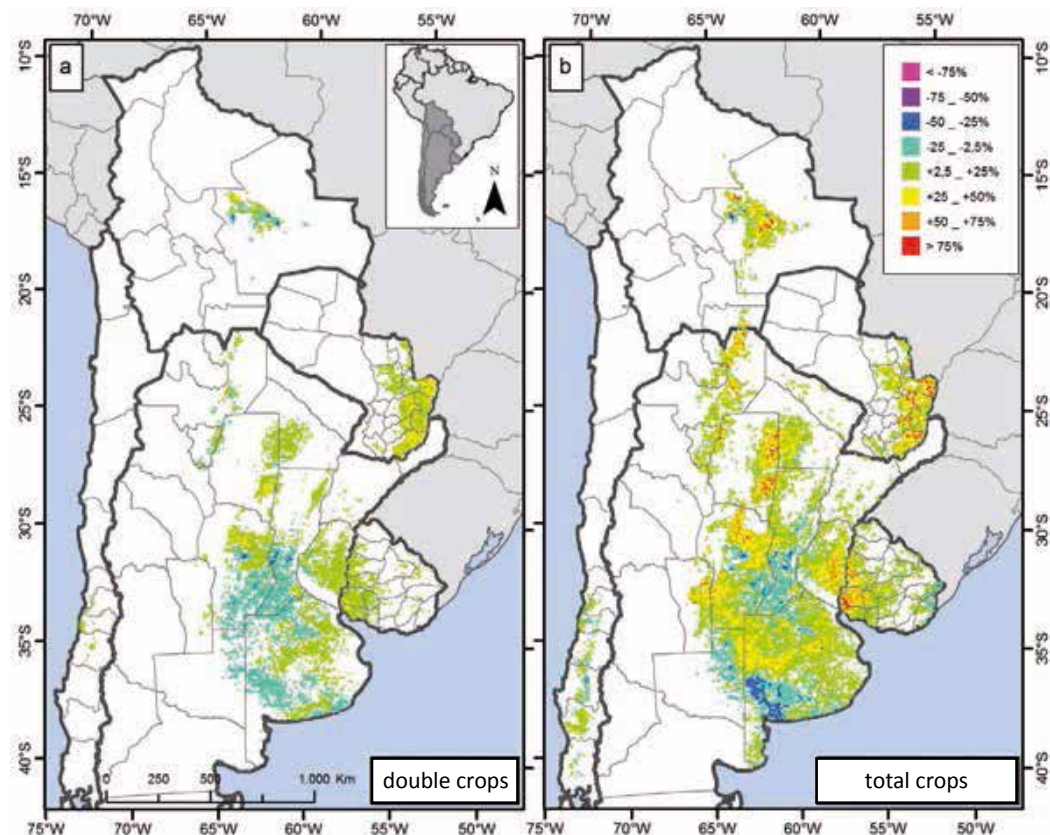 70°W 65°W 60°W 55°W
70°W 65°W 60°W 55°W
a
b
N
10°S
15°S
20°S
25°S
30°S
35°S
40°S
10°S
15°S
20°S
25°S
30°S
35°S
40°S
< -75%
-75 _ -50%
-50 _ -25%
-25 _ -2,5%
+2,5 _ +25%
+25 _ +50%
+50 _ +75%
> 75%
0 250 500 1.000 Km
double crops
total crops
75°W 70°W 65°W 60°W 55°W 50°W
75°W 70°W 65°W 60°W 55°W 50°W